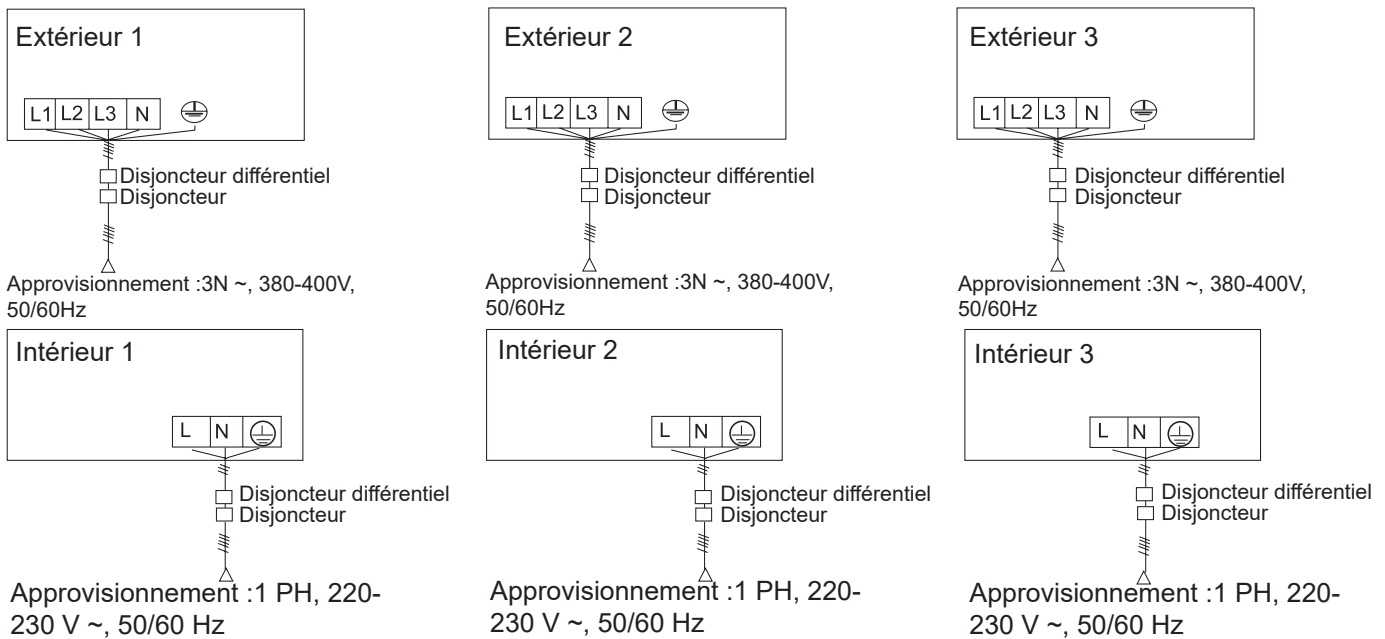 Extérieur 1
L1 L2 L3 N
Disjoncteur différentiel
Disjoncteur
Approvisionnement :3N ~, 380-400V,
50/60Hz
Extérieur 2
L1 L2 L3 N
Disjoncteur différentiel
Disjoncteur
Approvisionnement :3N ~, 380-400V,
50/60Hz
Extérieur 3
L1 L2 L3 N
Disjoncteur différentiel
Disjoncteur
Approvisionnement :3N ~, 380-400V,
50/60Hz
Intérieur 1
L N
Disjoncteur différentiel
Disjoncteur
Approvisionnement :1 PH, 220-
230 V ~, 50/60 Hz
Intérieur 2
L N
Disjoncteur différentiel
Disjoncteur
Approvisionnement :1 PH, 220-
230 V ~, 50/60 Hz
Intérieur 3
L N
Disjoncteur différentiel
Disjoncteur
Approvisionnement :1 PH, 220-
230 V ~, 50/60 Hz